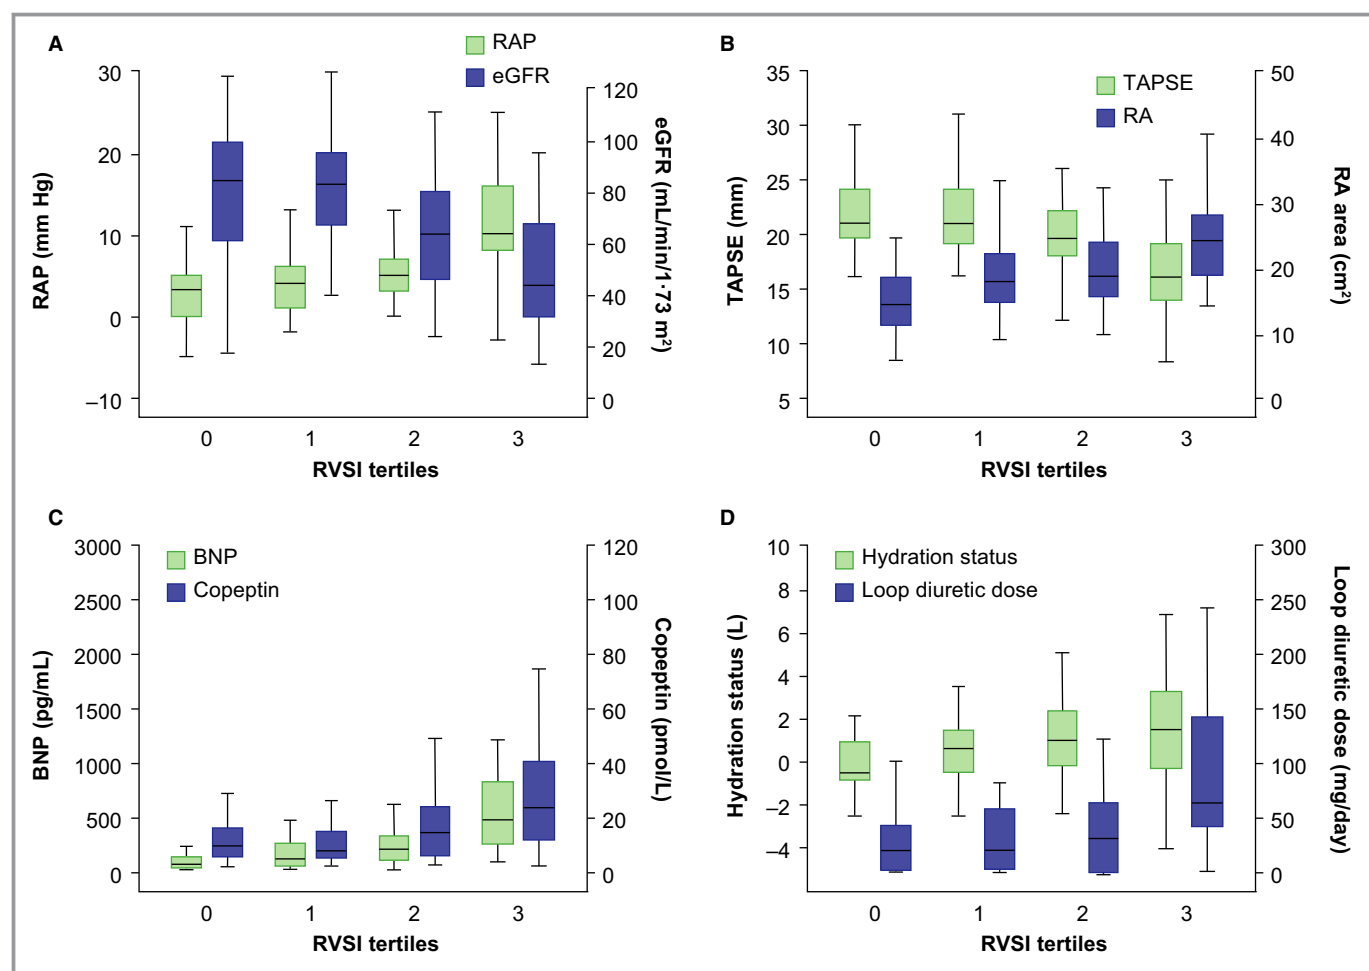 A
RAP
eGFR
30
20
10
0
–10
RAP (mm Hg)
120
100
80
60
40
20
0
eGFR (mL/min/1·73 m²)
0 1 2 3
RVSI tertiles
B
TAPSE
RA
35
30
25
20
15
10
5
TAPSE (mm)
50
40
30
20
10
0
RA area (cm²)
0 1 2 3
RVSI tertiles
C
BNP
Copeptin
3000
2500
2000
1500
1000
500
0
BNP (pg/mL)
120
100
80
60
40
20
0
Copeptin (pmol/L)
0 1 2 3
RVSI tertiles
D
Hydration status
Loop diuretic dose
10
8
6
4
2
0
–2
–4
Hydration status (L)
300
250
200
150
100
50
0
Loop diuretic dose (mg/day)
0 1 2 3
RVSI tertiles